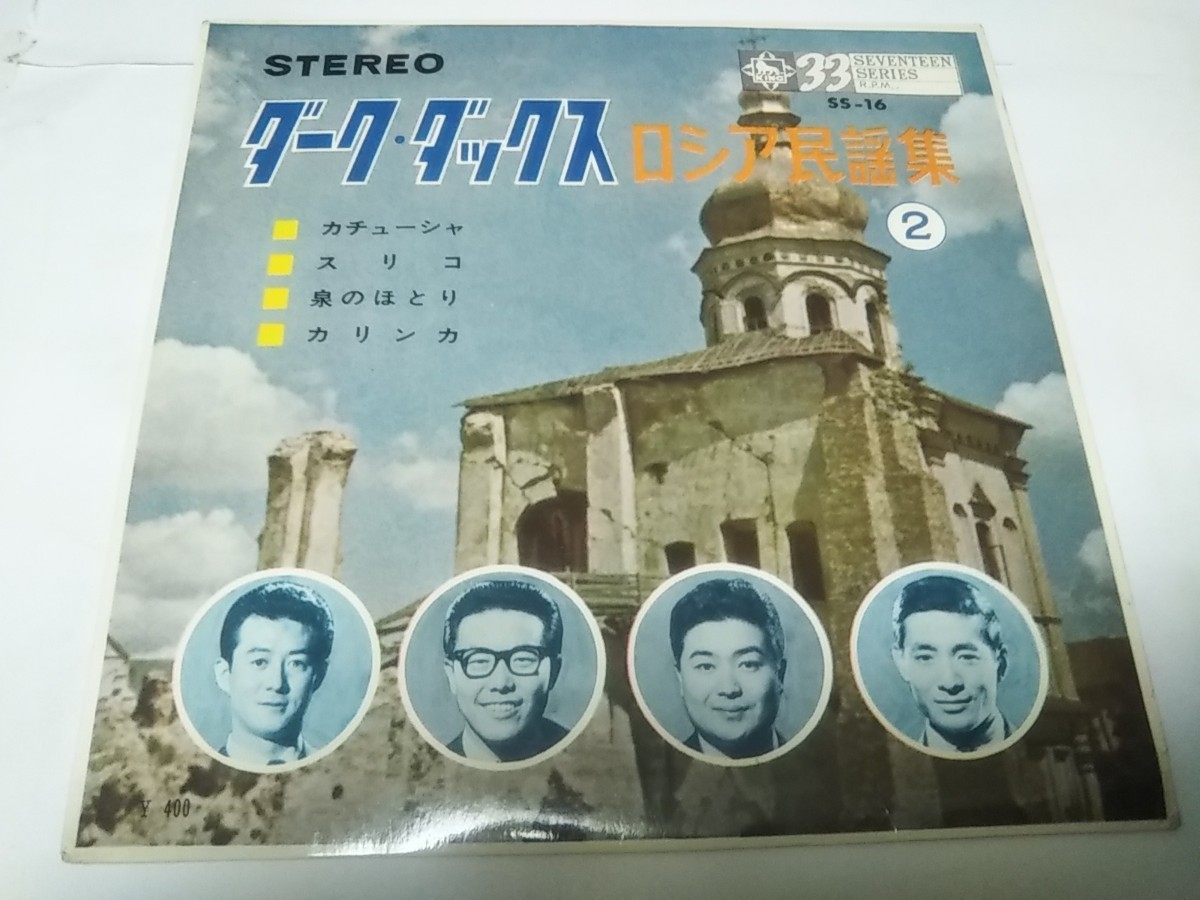 STEREO
KING
33
SEVENTEEN
SERIES
R.P.M.
SS-16
ダーク・ダックス ロシア民謡集
2
カチューシャ
スリコ
泉のほとり
カリンカ
¥ 400